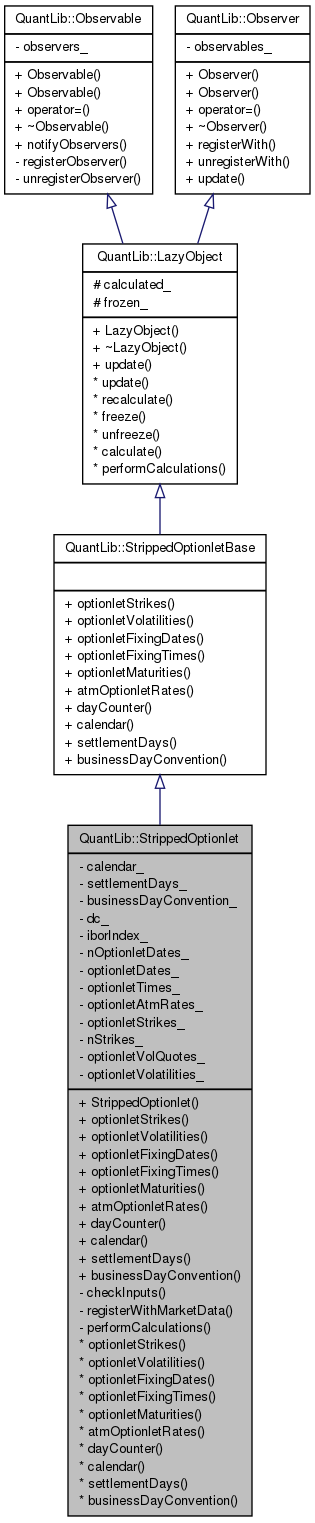 QuantLib::Observable
- observers_
+ Observable()
+ Observable()
+ operator=()
+ ~Observable()
+ notifyObservers()
- registerObserver()
- unregisterObserver()
QuantLib::Observer
- observables_
+ Observer()
+ Observer()
+ operator=()
+ ~Observer()
+ registerWith()
+ unregisterWith()
+ update()
QuantLib::LazyObject
# calculated_
# frozen_
+ LazyObject()
+ ~LazyObject()
+ update()
* update()
* recalculate()
* freeze()
* unfreeze()
* calculate()
* performCalculations()
QuantLib::StrippedOptionletBase
+ optionletStrikes()
+ optionletVolatilities()
+ optionletFixingDates()
+ optionletFixingTimes()
+ optionletMaturities()
+ atmOptionletRates()
+ dayCounter()
+ calendar()
+ settlementDays()
+ businessDayConvention()
QuantLib::StrippedOptionlet
- calendar_
- settlementDays_
- businessDayConvention_
- dc_
- iborIndex_
- nOptionletDates_
- optionletDates_
- optionletTimes_
- optionletAtmRates_
- optionletStrikes_
- nStrikes_
- optionletVolQuotes_
- optionletVolatilities_
+ StrippedOptionlet()
+ optionletStrikes()
+ optionletVolatilities()
+ optionletFixingDates()
+ optionletFixingTimes()
+ optionletMaturities()
+ atmOptionletRates()
+ dayCounter()
+ calendar()
+ settlementDays()
+ businessDayConvention()
- checkInputs()
- registerWithMarketData()
- performCalculations()
* optionletStrikes()
* optionletVolatilities()
* optionletFixingDates()
* optionletFixingTimes()
* optionletMaturities()
* atmOptionletRates()
* dayCounter()
* calendar()
* settlementDays()
* businessDayConvention()